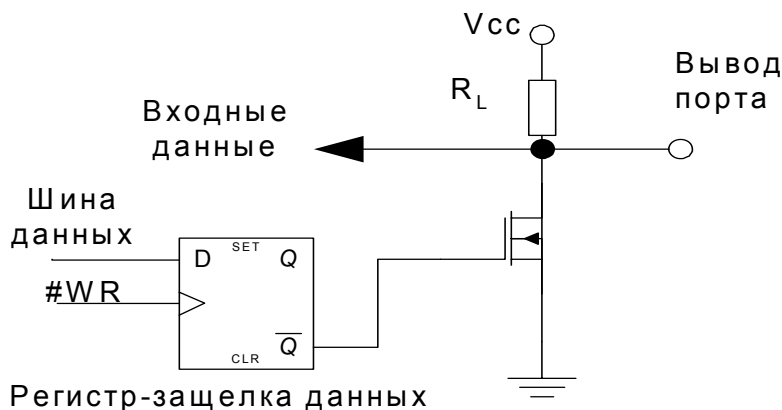 Vcc
Вывод
порта
R L
Входные
данные
Шина
данных
D SET Q
#WR
Q
CLR
Регистр-защелка данных